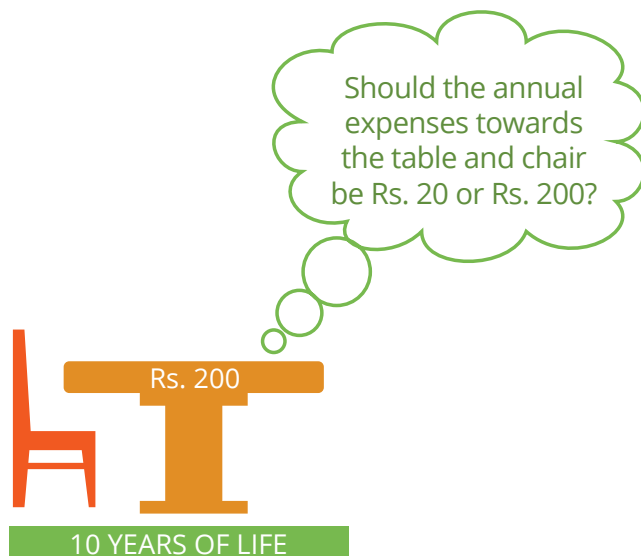 Should the annual
expenses towards
the table and chair
be Rs. 20 or Rs. 200?
Rs. 200
10 YEARS OF LIFE